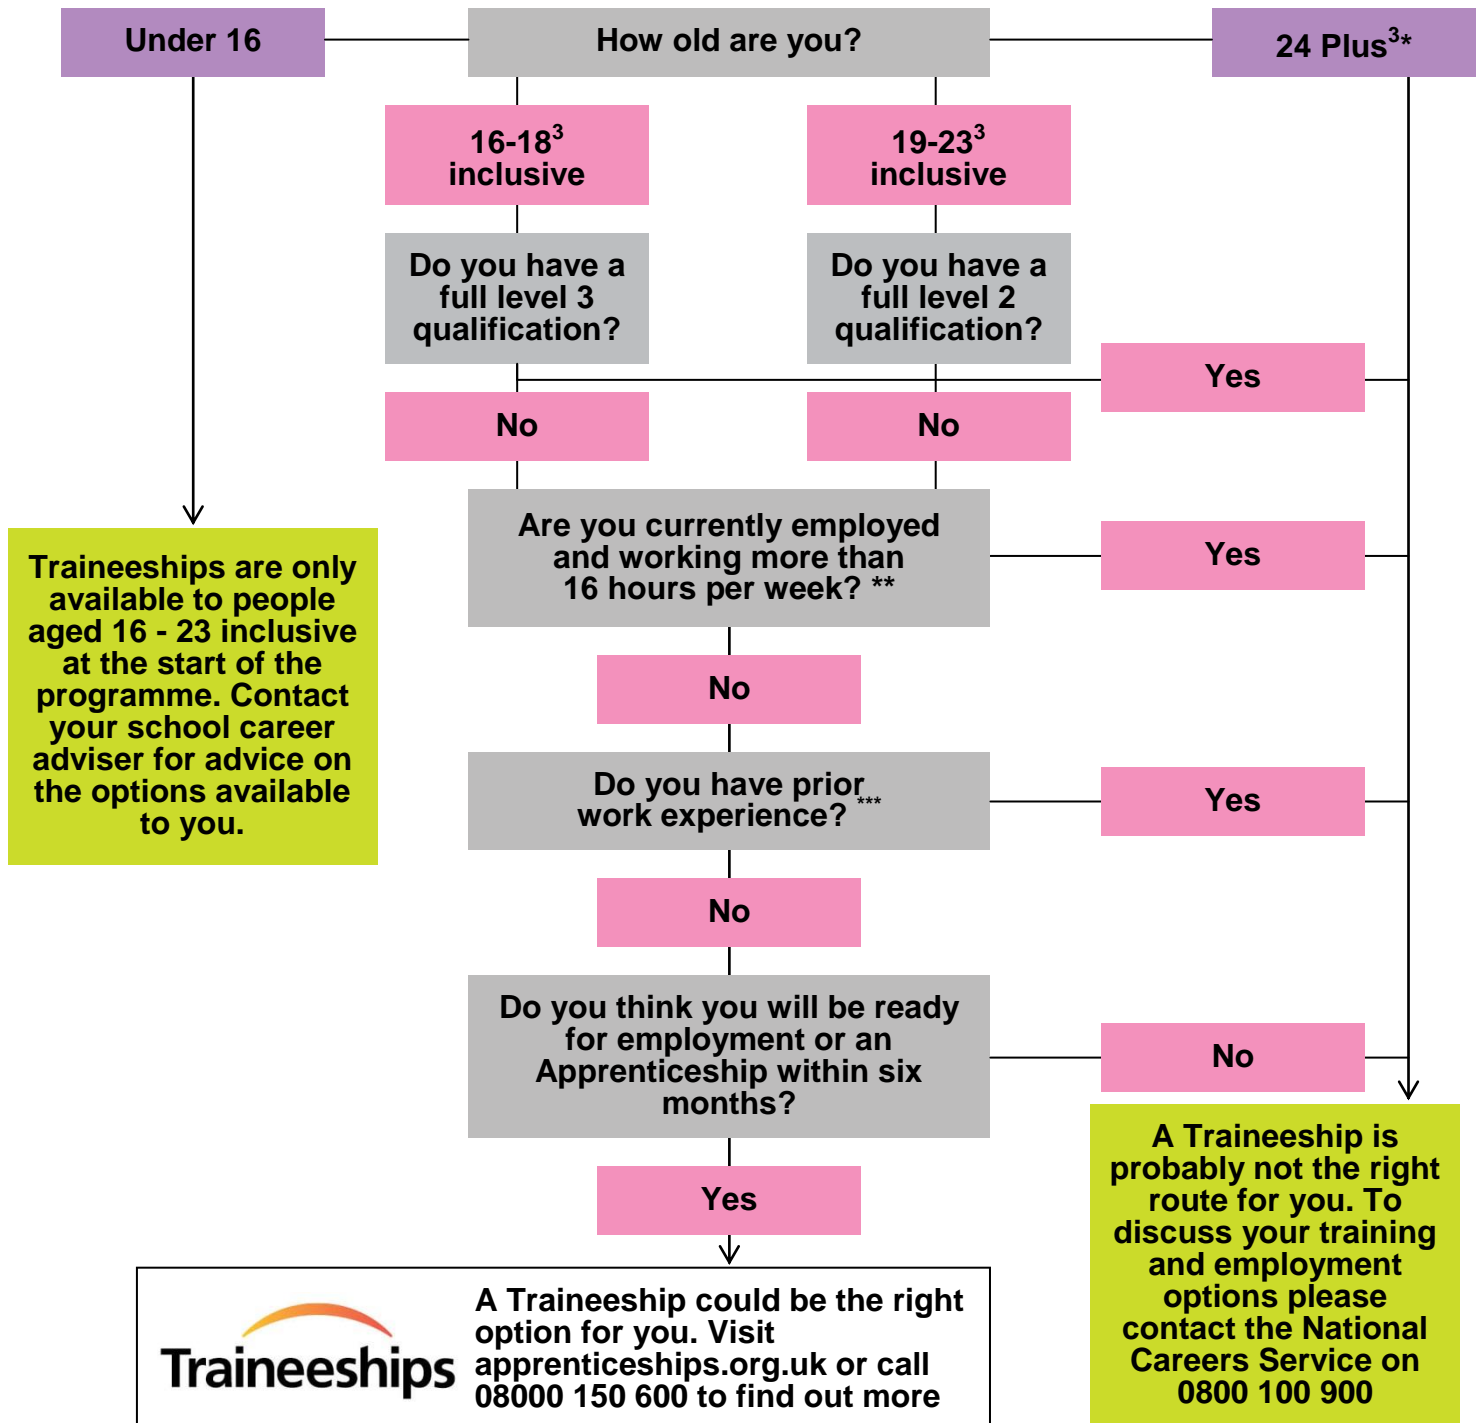 Under 16
How old are you?
24 Plus³*
16-18³
inclusive
19-23³
inclusive
Do you have a
full level 3
qualification?
Do you have a
full level 2
qualification?
Yes
No
No
Are you currently employed
and working more than
16 hours per week? **
Yes
Traineeships are only
available to people
aged 16 - 23 inclusive
at the start of the
programme. Contact
your school career
adviser for advice on
the options available
to you.
No
Do you have prior
work experience? ***
Yes
No
Do you think you will be ready
for employment or an
Apprenticeship within six
months?
No
Yes
A Traineeship is
probably not the right
route for you. To
discuss your training
and employment
options please
contact the National
Careers Service on
0800 100 900
Traineeships
A Traineeship could be the right
option for you. Visit
apprenticeships.org.uk or call
08000 150 600 to find out more